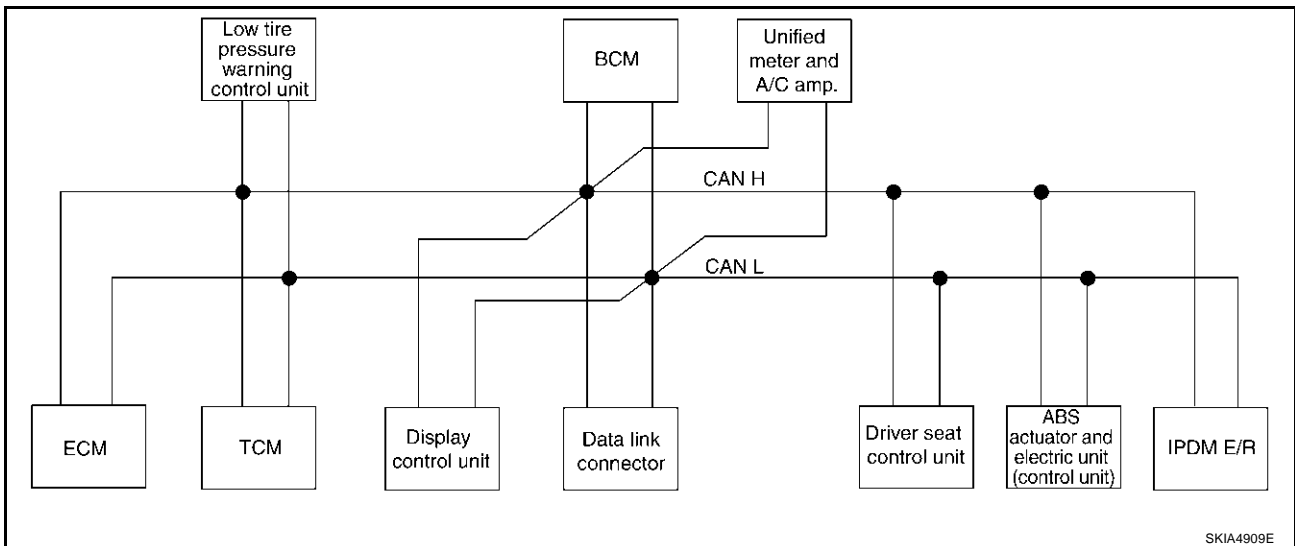 Low tire
pressure
warning
control unit
BCM
Unified
meter and
A/C amp.
CAN H
CAN L
ECM
TCM
Display
control unit
Data link
connector
Driver seat
control unit
ABS
actuator and
electric unit
(control unit)
IPDM E/R
SKIA4909E